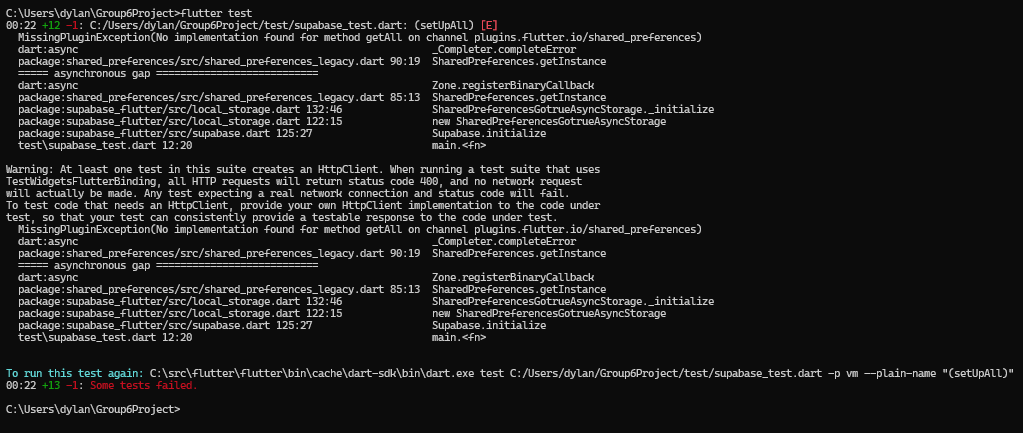 C:\Users\dylan\Group6Project>flutter test
00:22 +12 -1: C:/Users/dylan/Group6Project/test/supabase_test.dart: (setUpAll) [E]
MissingPluginException(No implementation found for method getAll on channel plugins.flutter.io/shared_preferences)
dart:async _Completer.completeError
package:shared_preferences/src/shared_preferences_legacy.dart 90:19 SharedPreferences.getInstance
===== asynchronous gap ===========================
dart:async Zone.registerBinaryCallback
package:shared_preferences/src/shared_preferences_legacy.dart 85:13 SharedPreferences.getInstance
package:supabase_flutter/src/local_storage.dart 132:46 SharedPreferencesGotrueAsyncStorage._initialize
package:supabase_flutter/src/local_storage.dart 122:15 new SharedPreferencesGotrueAsyncStorage
package:supabase_flutter/src/supabase.dart 125:27 Supabase.initialize
test\supabase_test.dart 12:20 main.<fn>
Warning: At least one test in this suite creates an HttpClient. When running a test suite that uses
TestWidgetsFlutterBinding, all HTTP requests will return status code 400, and no network request
will actually be made. Any test expecting a real network connection and status code will fail.
To test code that needs an HttpClient, provide your own HttpClient implementation to the code under
test, so that your test can consistently provide a testable response to the code under test.
MissingPluginException(No implementation found for method getAll on channel plugins.flutter.io/shared_preferences)
dart:async _Completer.completeError
package:shared_preferences/src/shared_preferences_legacy.dart 90:19 SharedPreferences.getInstance
===== asynchronous gap ===========================
dart:async Zone.registerBinaryCallback
package:shared_preferences/src/shared_preferences_legacy.dart 85:13 SharedPreferences.getInstance
package:supabase_flutter/src/local_storage.dart 132:46 SharedPreferencesGotrueAsyncStorage._initialize
package:supabase_flutter/src/local_storage.dart 122:15 new SharedPreferencesGotrueAsyncStorage
package:supabase_flutter/src/supabase.dart 125:27 Supabase.initialize
test\supabase_test.dart 12:20 main.<fn>
To run this test again: C:\src\flutter\flutter\bin\cache\dart-sdk\bin\dart.exe test C:/Users/dylan/Group6Project/test/supabase_test.dart -p vm --plain-name "(setUpAll)"
00:22 +13 -1: Some tests failed.
C:\Users\dylan\Group6Project>